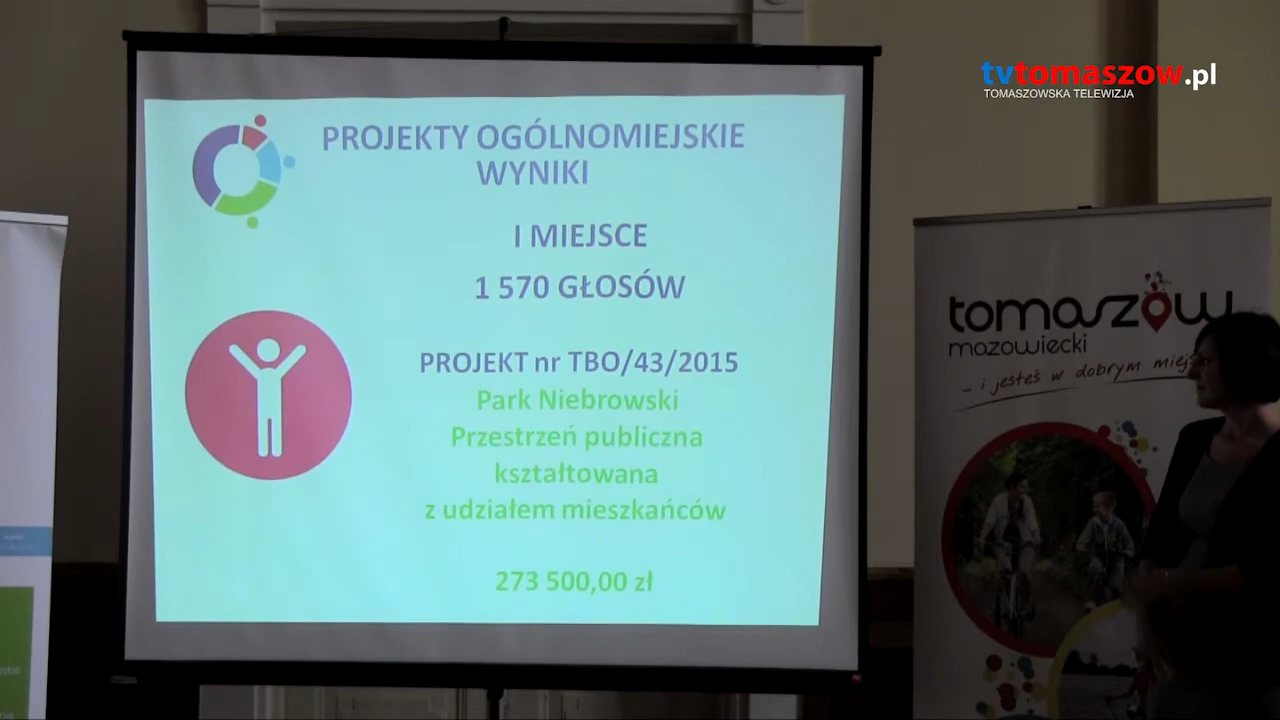 tvtomaszow.pl
TOMASZOWSKA TELEWIZJA
PROJEKTY OGÓLNOMIEJSKIE
WYNIKI
I MIEJSCE
1 570 GŁOSÓW
PROJEKT nr TBO/43/2015
Park Niebrowski
Przestrzeń publiczna
kształtowana
z udziałem mieszkańców
273 500,00 zł
tomaszów
mazowiecki
... i jesteś w dobrym